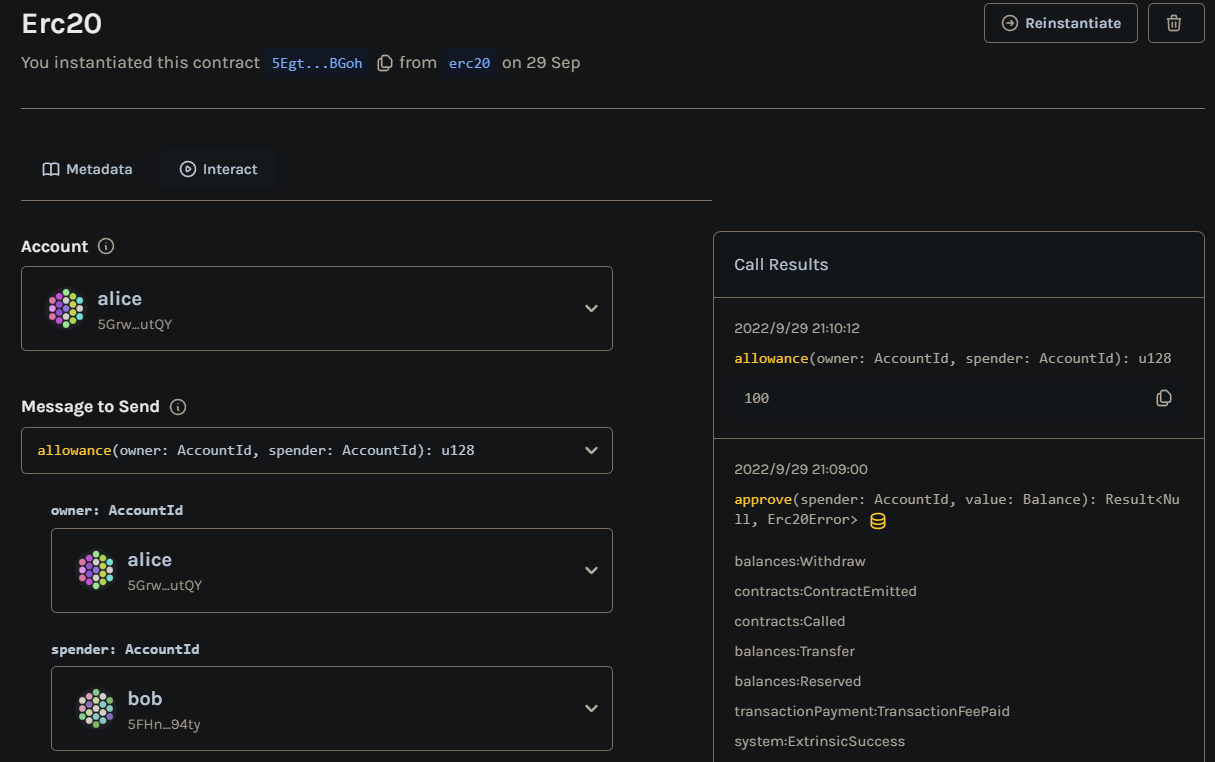 Erc20
Reinstantiate
You instantiated this contract 5Egt...BGoh from erc20 on 29 Sep
Metadata
Interact
Account
alice
5Grw…utQY
Message to Send
allowance(owner: AccountId, spender: AccountId): u128
owner: AccountId
alice
5Grw…utQY
spender: AccountId
bob
5FHn…94ty
Call Results
2022/9/29 21:10:12
allowance(owner: AccountId, spender: AccountId): u128
100
2022/9/29 21:09:00
approve(spender: AccountId, value: Balance): Result<Nu
ll, Erc20Error>
balances:Withdraw
contracts:ContractEmitted
contracts:Called
balances:Transfer
balances:Reserved
transactionPayment:TransactionFeePaid
system:ExtrinsicSuccess